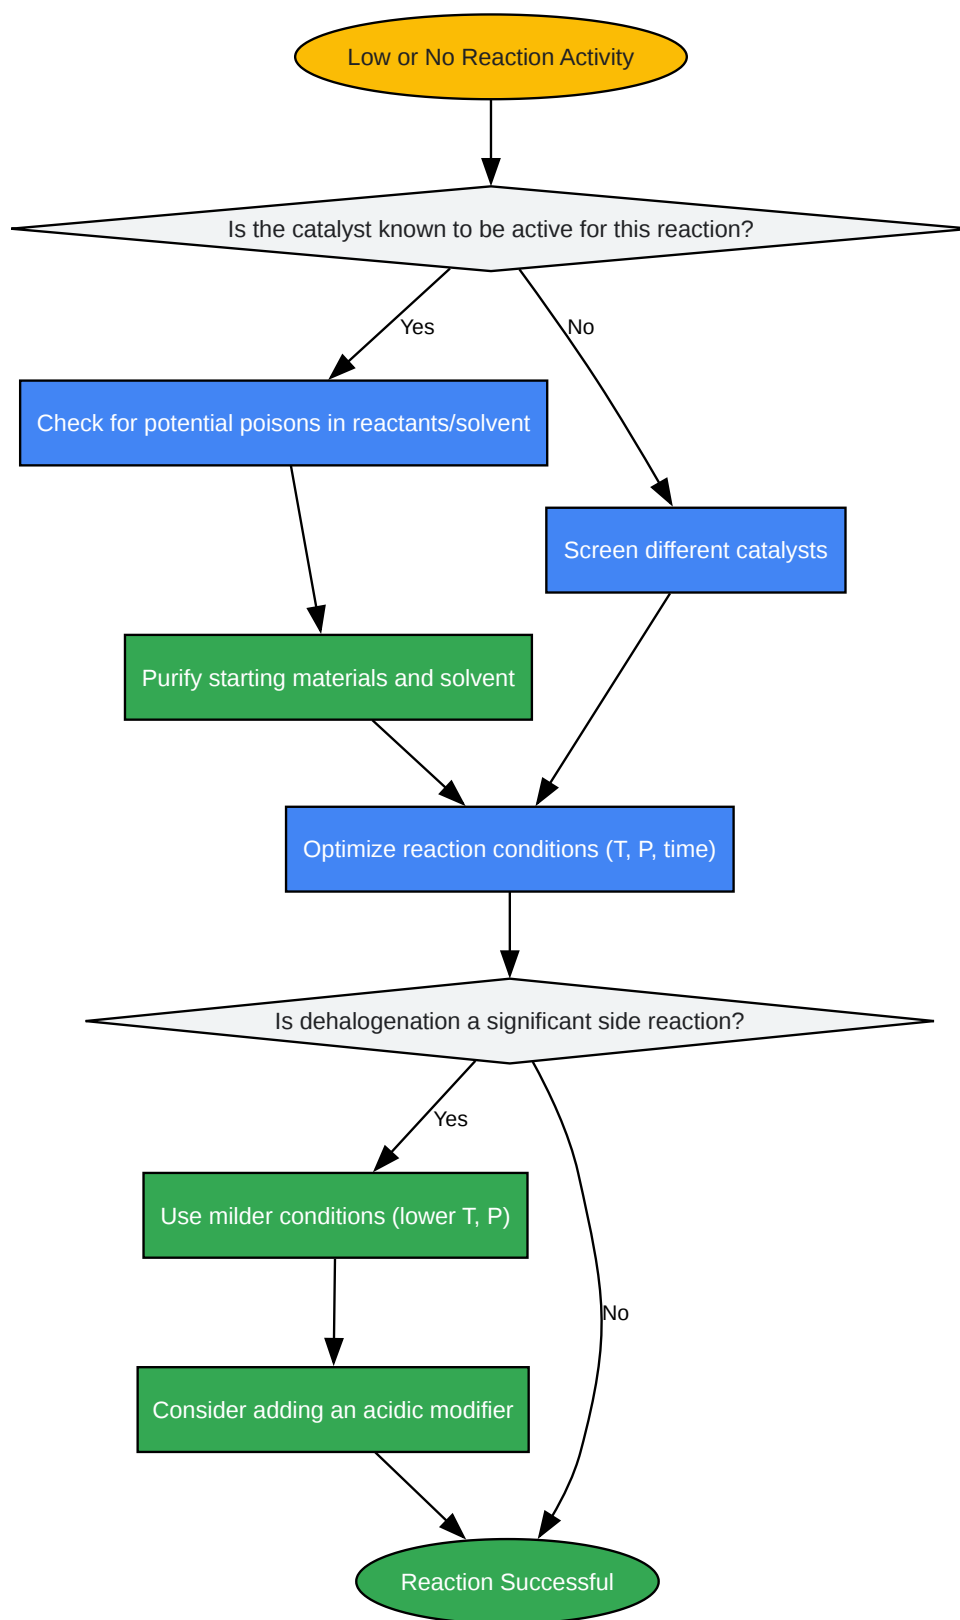 Low or No Reaction Activity
Is the catalyst known to be active for this reaction?
Yes
No
Check for potential poisons in reactants/solvent
Screen different catalysts
Purify starting materials and solvent
Optimize reaction conditions (T, P, time)
Is dehalogenation a significant side reaction?
Yes
Use milder conditions (lower T, P)
No
Consider adding an acidic modifier
Reaction Successful